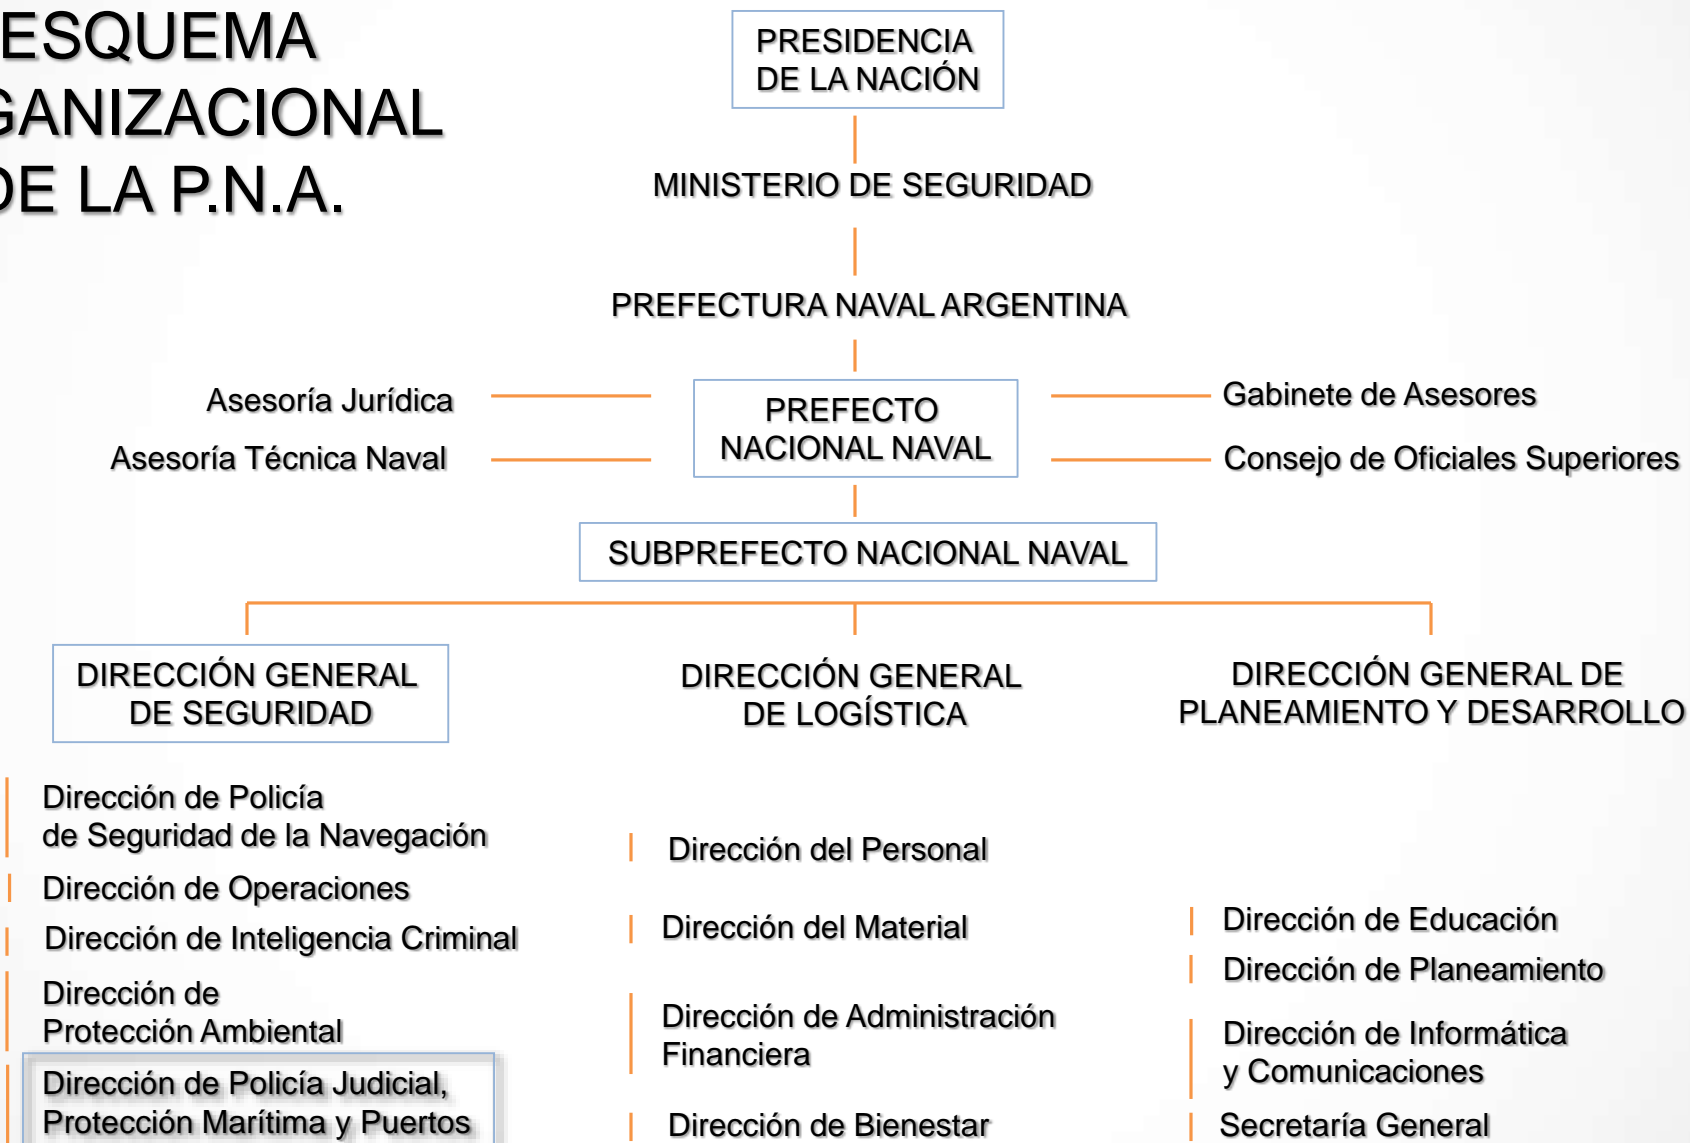 ESQUEMA
GANIZACIONAL
DE LA P.N.A.
PRESIDENCIA
DE LA NACIÓN
MINISTERIO DE SEGURIDAD
PREFECTURA NAVAL ARGENTINA
Asesoría Jurídica
Asesoría Técnica Naval
PREFECTO
NACIONAL NAVAL
Gabinete de Asesores
Consejo de Oficiales Superiores
SUBPREFECTO NACIONAL NAVAL
DIRECCIÓN GENERAL
DE SEGURIDAD
Dirección de Policía
de Seguridad de la Navegación
Dirección de Operaciones
Dirección de Inteligencia Criminal
Dirección de
Protección Ambiental
Dirección de Policía Judicial,
Protección Marítima y Puertos
DIRECCIÓN GENERAL
DE LOGÍSTICA
Dirección del Personal
Dirección del Material
Dirección de Administración
Financiera
Dirección de Bienestar
DIRECCIÓN GENERAL DE
PLANEAMIENTO Y DESARROLLO
Dirección de Educación
Dirección de Planeamiento
Dirección de Informática
y Comunicaciones
Secretaría General